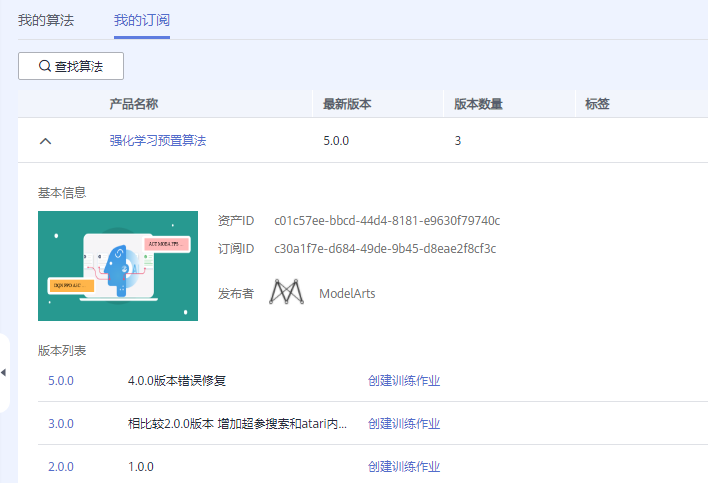 我的算法 我的订阅
查找算法
产品名称 最新版本 版本数量 标签
强化学习预置算法 5.0.0 3
基本信息
资产ID c01c57ee-bbcd-44d4-8181-e9630f79740c
订阅ID c30a1f7e-d684-49de-9b45-d8eae2f8cf3c
发布者 ModelArts
版本列表
5.0.0 4.0.0版本错误修复 创建训练作业
3.0.0 相比较2.0.0版本 增加超参搜索和atari内... 创建训练作业
2.0.0 1.0.0 创建训练作业